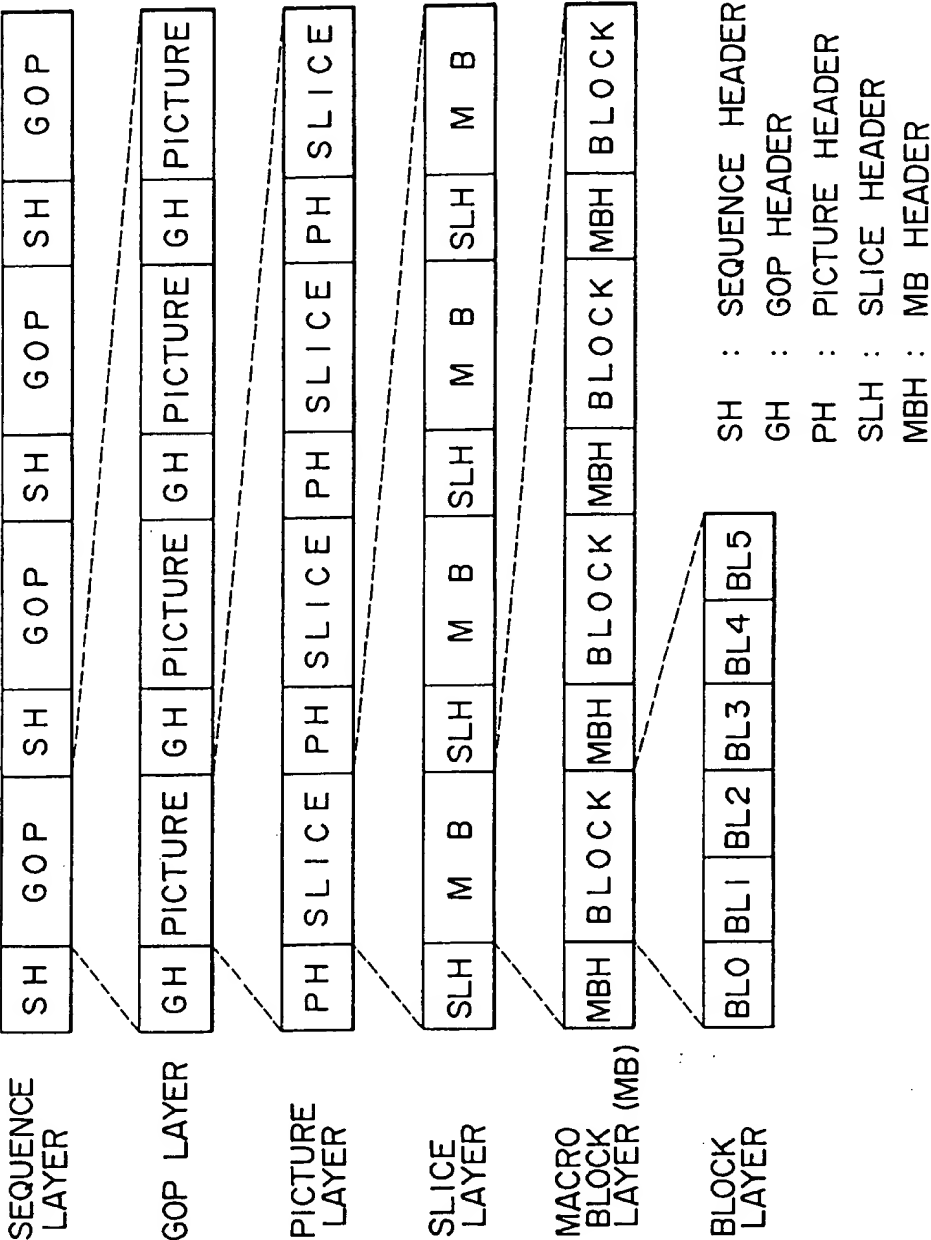 SEQUENCE
LAYER
SH GOP SH GOP SH GOP SH GOP
GOP LAYER
GH PICTURE GH PICTURE GH PICTURE GH PICTURE
PICTURE
LAYER
PH SLICE PH SLICE PH SLICE PH SLICE
SLICE
LAYER
SLH M B SLH M B SLH M B SLH M B
MACRO
BLOCK
LAYER (MB)
MBH BLOCK MBH BLOCK MBH BLOCK MBH BLOCK
BLOCK
LAYER
BL0 BL1 BL2 BL3 BL4 BL5
SH : SEQUENCE HEADER
GH : GOP HEADER
PH : PICTURE HEADER
SLH : SLICE HEADER
MBH : MB HEADER